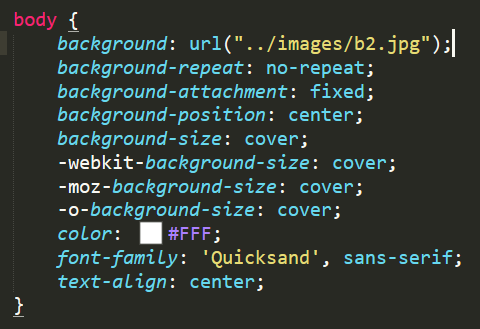 body {
background: url("../images/b2.jpg");
background-repeat: no-repeat;
background-attachment: fixed;
background-position: center;
background-size: cover;
-webkit-background-size: cover;
-moz-background-size: cover;
-o-background-size: cover;
color: #FFF;
font-family: 'Quicksand', sans-serif;
text-align: center;
}